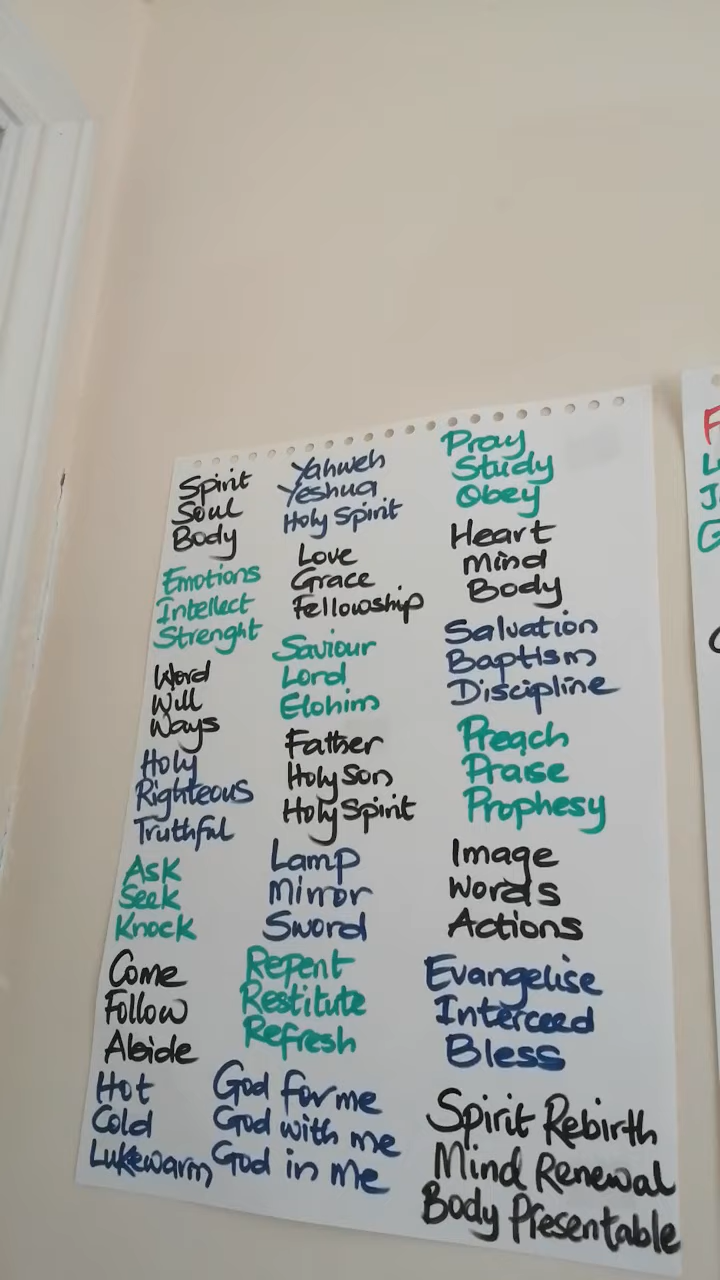 Spirit
Soul
Body
Emotions
Intellect
Strenght
Word
Will
Ways
Holy
Righteous
Truthful
Ask
Seek
Knock
Come
Follow
Abide
Hot
Cold
Lukewarm
Yahweh
Yeshua
Holy Spirit
Love
Grace
Fellowship
Saviour
Lord
Elohim
Father
Holy Son
Holy Spirit
Lamp
Mirror
Sword
Repent
Restitute
Refresh
God for me
God with me
God in me
Pray
Study
Obey
Heart
Mind
Body
Salvation
Baptism
Discipline
Preach
Praise
Prophesy
Image
Words
Actions
Evangelise
Interceed
Bless
Spirit Rebirth
Mind Renewal
Body Presentable